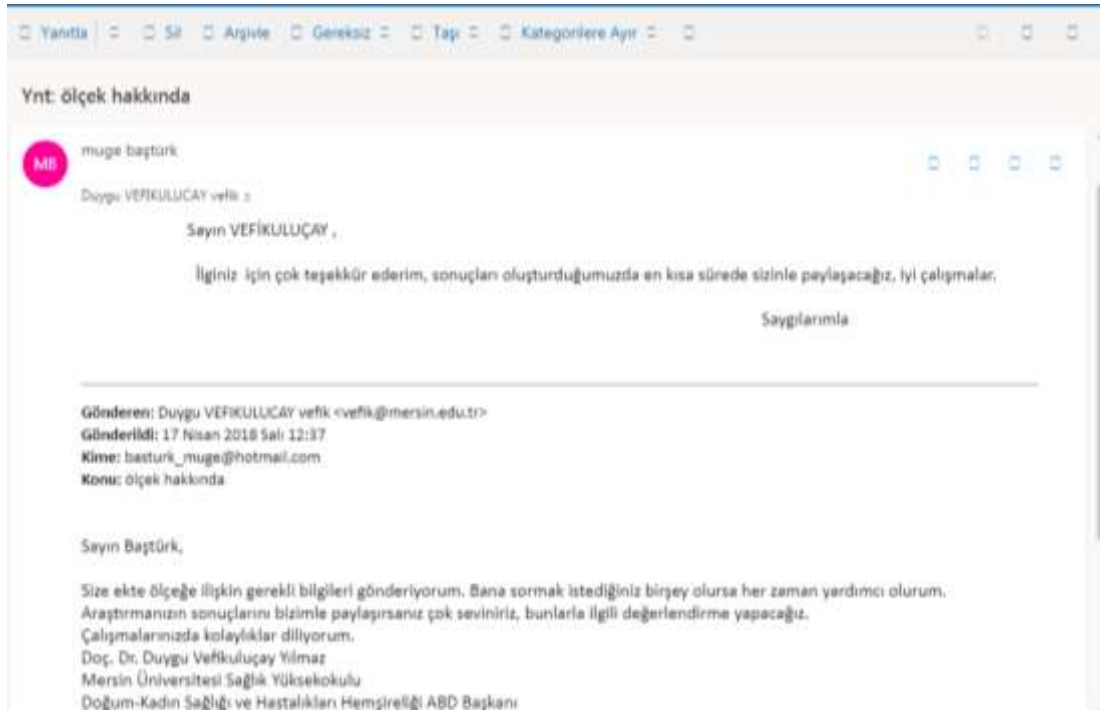 Yanıtla Sil Arşivle Gereksiz Taşı Kategorilere Ayır
Ynt: ölçek hakkında
MB
muge baştürk
Duygu VEFIKULUCAY vefik
Sayın VEFİKULUÇAY ,
İlginiz için çok teşekkür ederim, sonuçları oluşturduğumuzda en kısa sürede sizinle paylaşacağız, iyi çalışmalar.
Saygılarımla
Gönderen: Duygu VEFIKULUCAY vefik <vefik@mersin.edu.tr>
Gönderildi: 17 Nisan 2018 Salı 12:37
Kime: basturk_muge@hotmail.com
Konu: ölçek hakkında
Sayın Baştürk,
Size ekte ölçeğe ilişkin gerekli bilgileri gönderiyorum. Bana sormak istediğiniz birşey olursa her zaman yardımcı olurum.
Araştırmanızın sonuçlarını bizimle paylaşırsanız çok seviniriz, bunlarla ilgili değerlendirme yapacağız.
Çalışmalarınızda kolaylıklar diliyorum.
Doç. Dr. Duygu Vefikuluçay Yılmaz
Mersin Üniversitesi Sağlık Yüksekokulu
Doğum-Kadın Sağlığı ve Hastalıkları Hemşireliği ABD Başkanı